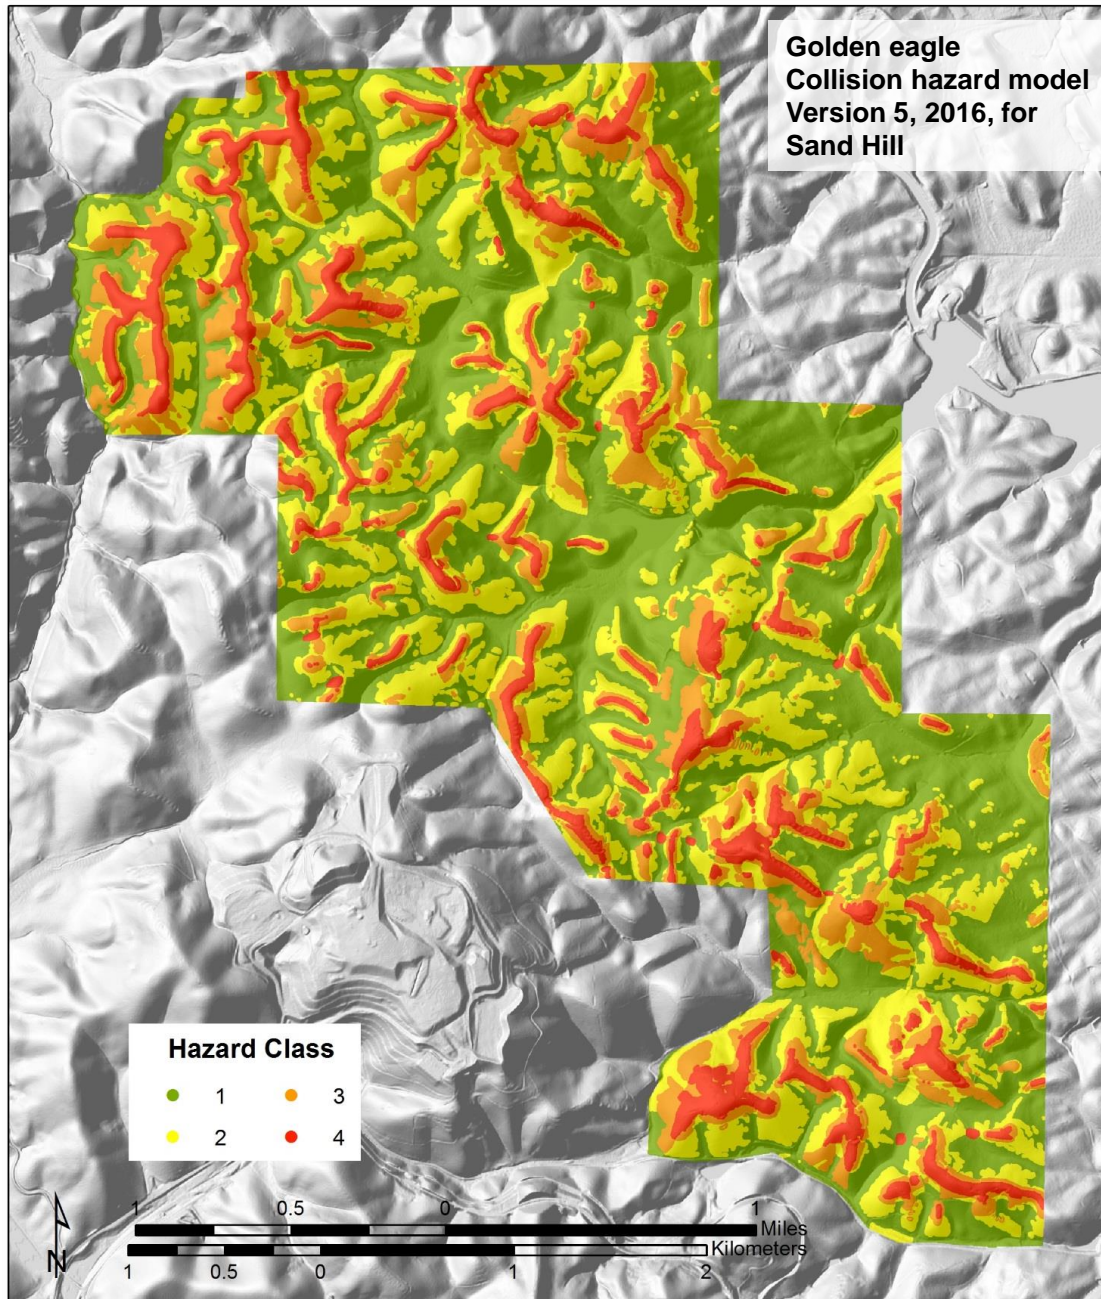 Golden eagle
Collision hazard model
Version 5, 2016, for
Sand Hill
Hazard Class
1 3
2 4
1 0.5 0 1
Miles
Kilometers
1 0.5 0 1 2
N